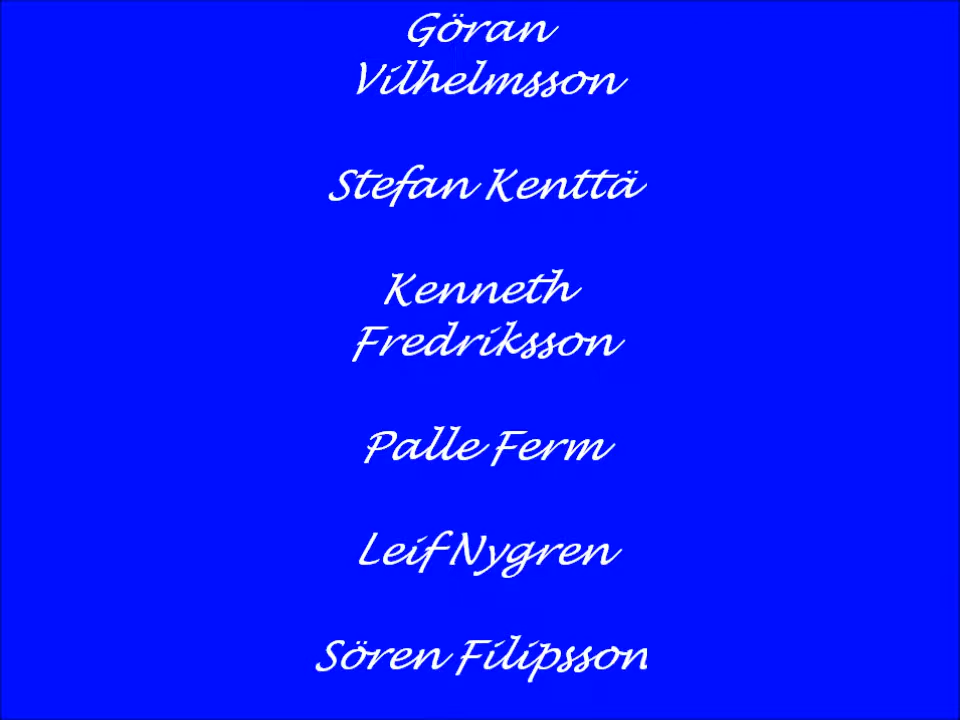 Göran
Vilhelmsson
Stefan Kenttä
Kenneth
Fredriksson
Palle Ferm
Leif Nygren
Sören Filipsson